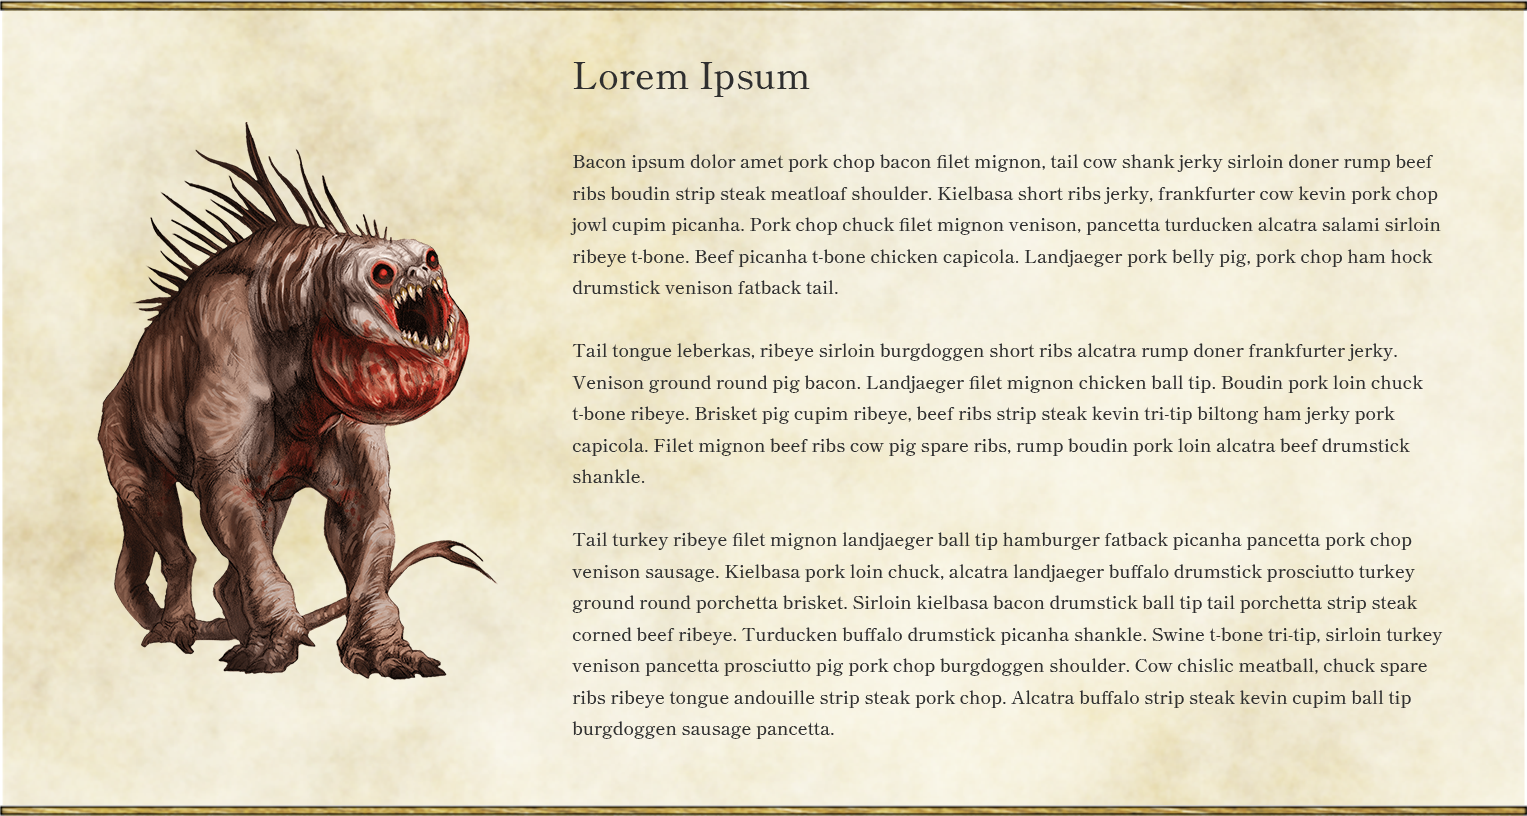 Lorem Ipsum
Bacon ipsum dolor amet pork chop bacon filet mignon, tail cow shank jerky sirloin doner rump beef
ribs boudin strip steak meatloaf shoulder. Kielbasa short ribs jerky, frankfurter cow kevin pork chop
jowl cupim picanha. Pork chop chuck filet mignon venison, pancetta turducken alcatra salami sirloin
ribeye t-bone. Beef picanha t-bone chicken capicola. Landjaeger pork belly pig, pork chop ham hock
drumstick venison fatback tail.
Tail tongue leberkas, ribeye sirloin burgdoggen short ribs alcatra rump doner frankfurter jerky.
Venison ground round pig bacon. Landjaeger filet mignon chicken ball tip. Boudin pork loin chuck
t-bone ribeye. Brisket pig cupim ribeye, beef ribs strip steak kevin tri-tip biltong ham jerky pork
capicola. Filet mignon beef ribs cow pig spare ribs, rump boudin pork loin alcatra beef drumstick
shankle.
Tail turkey ribeye filet mignon landjaeger ball tip hamburger fatback picanha pancetta pork chop
venison sausage. Kielbasa pork loin chuck, alcatra landjaeger buffalo drumstick prosciutto turkey
ground round porchetta brisket. Sirloin kielbasa bacon drumstick ball tip tail porchetta strip steak
corned beef ribeye. Turducken buffalo drumstick picanha shankle. Swine t-bone tri-tip, sirloin turkey
venison pancetta prosciutto pig pork chop burgdoggen shoulder. Cow chislic meatball, chuck spare
ribs ribeye tongue andouille strip steak pork chop. Alcatra buffalo strip steak kevin cupim ball tip
burgdoggen sausage pancetta.